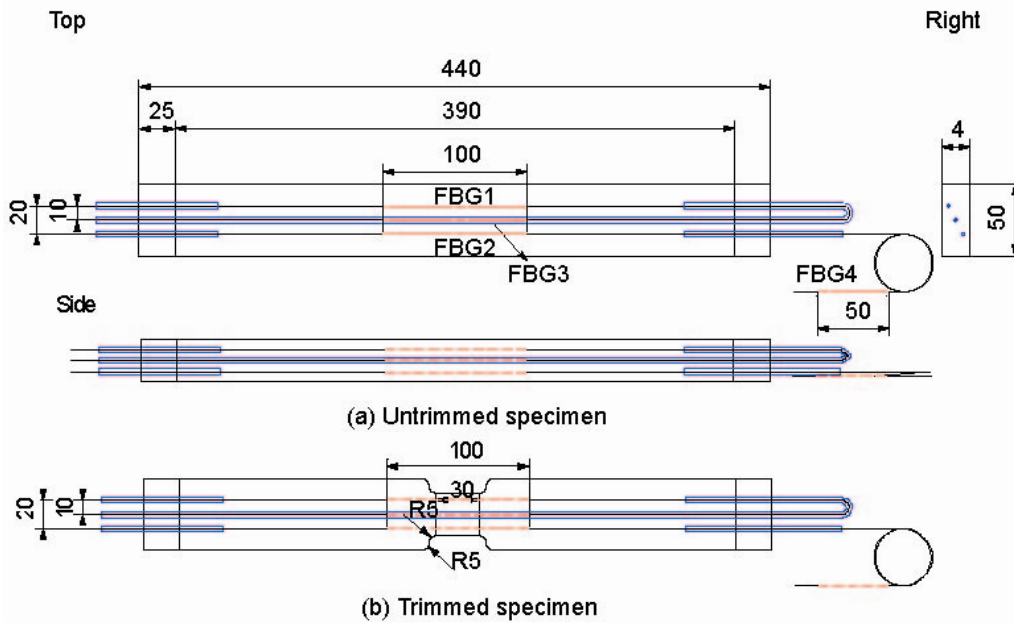 Top
Right
440
25
390
4
100
20
10
FBG1
50
FBG2
FBG3
FBG4
50
Side
(a) Untrimmed specimen
100
30
20
10
R5
R5
(b) Trimmed specimen